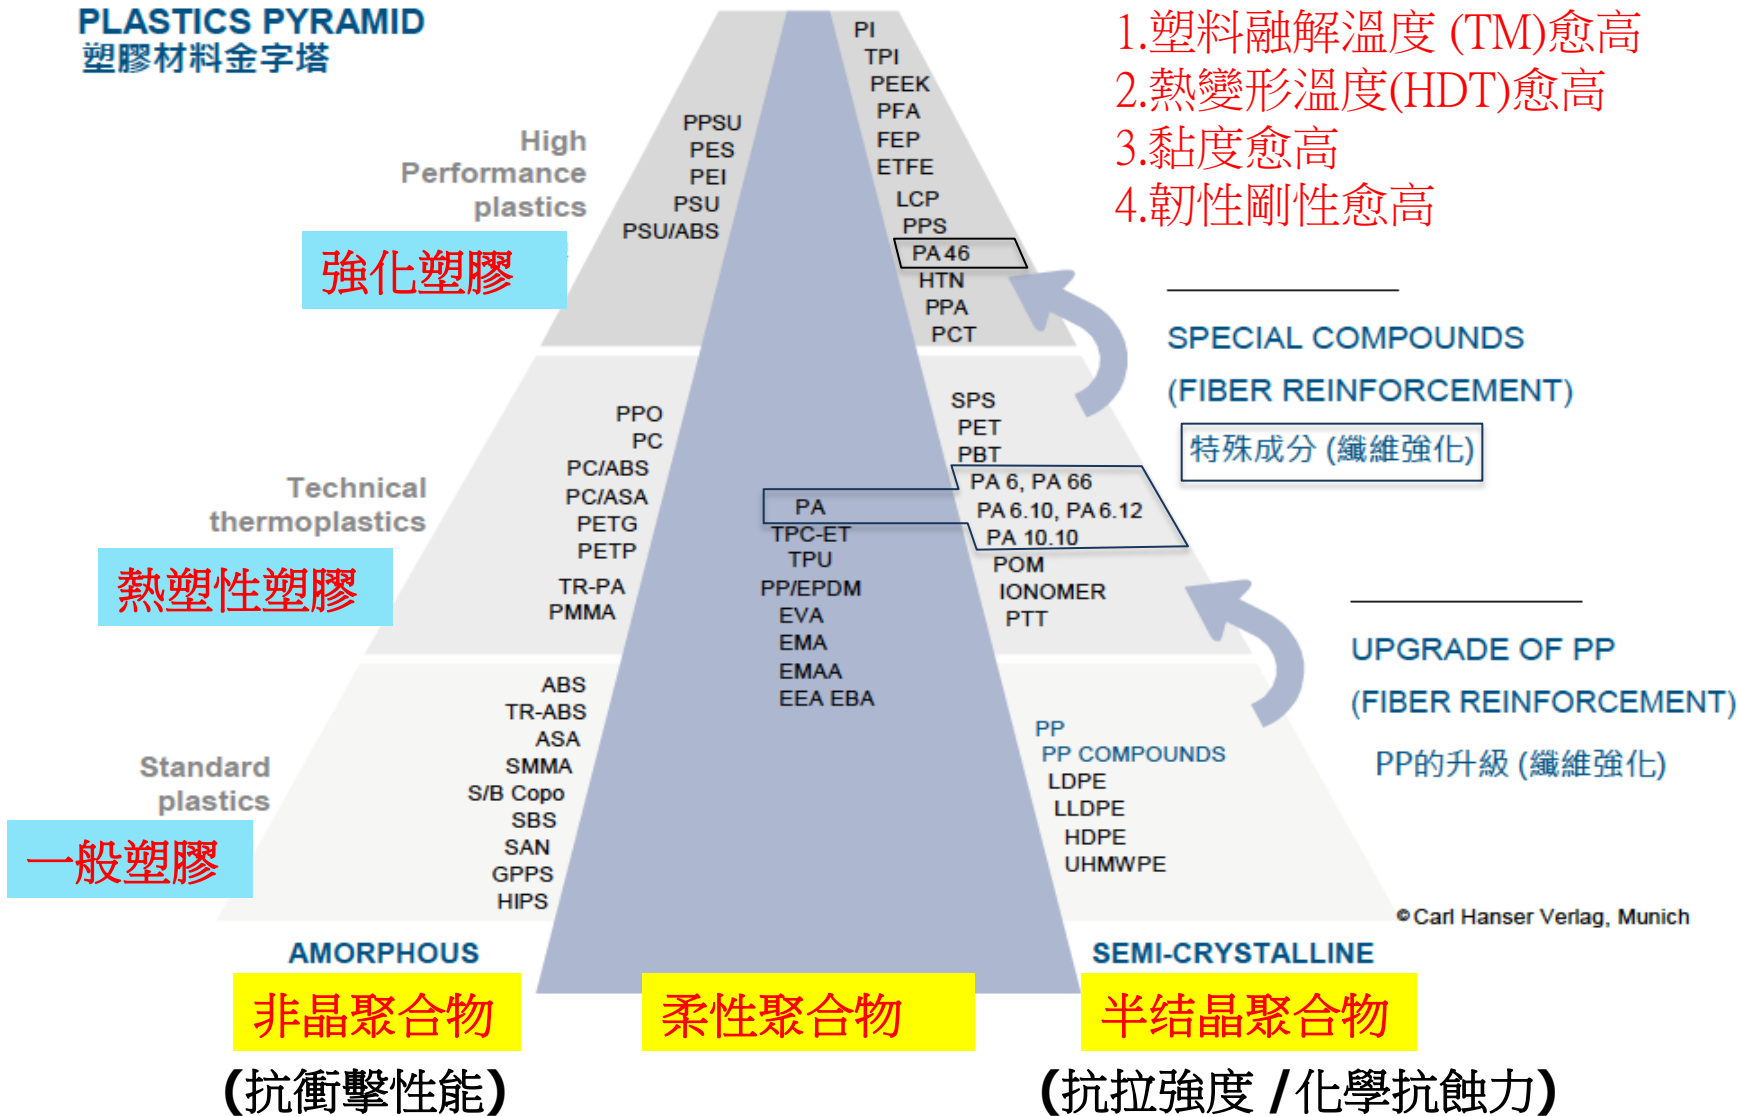 PLASTICS PYRAMID
塑膠材料金字塔
1.塑料融解溫度 (TM)愈高
2.熱變形溫度(HDT)愈高
3.黏度愈高
4.韌性剛性愈高
High
Performance
plastics
強化塑膠
PPSU
PES
PEI
PSU
PSU/ABS
PI
TPI
PEEK
PFA
FEP
ETFE
LCP
PPS
PA 46
HTN
PPA
PCT
SPECIAL COMPOUNDS
(FIBER REINFORCEMENT)
特殊成分 (纖維強化)
Technical
thermoplastics
熱塑性塑膠
PPO
PC
PC/ABS
PC/ASA
PETG
PETP
TR-PA
PMMA
PA
TPC-ET
TPU
PP/EPDM
EVA
EMA
EMAA
EEA EBA
SPS
PET
PBT
PA 6, PA 66
PA 6.10, PA 6.12
PA 10.10
POM
IONOMER
PTT
UPGRADE OF PP
(FIBER REINFORCEMENT)
PP的升級 (纖維強化)
Standard
plastics
一般塑膠
ABS
TR-ABS
ASA
SMMA
S/B Copo
SBS
SAN
GPPS
HIPS
PP
PP COMPOUNDS
LDPE
LLDPE
HDPE
UHMWPE
©Carl Hanser Verlag, Munich
AMORPHOUS
SEMI-CRYSTALLINE
非晶聚合物
柔性聚合物
半结晶聚合物
(抗衝擊性能)
(抗拉強度 /化學抗蝕力)